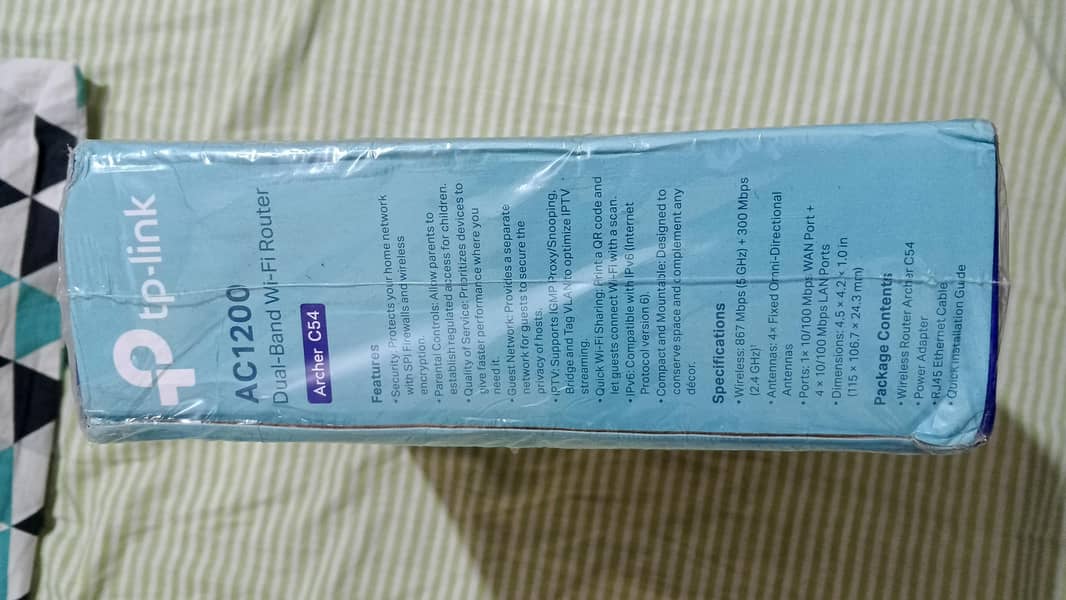 tp-link
AC1200
Dual-Band Wi-Fi Router
Archer C54
Features
• Security: Protects your home network
with SPI Firewalls and wireless
encryption.
• Parental Controls: Allow parents to
establish regulated access for children.
• Quality of Service: Prioritizes devices to
give faster performance where you
need it.
• Guest Network: Provides a separate
network for guests to secure the
privacy of hosts.
• IPTV: Supports IGMP Proxy/Snooping,
Bridge and Tag VLAN to optimize IPTV
streaming.
• Quick Wi-Fi Sharing: Print a QR code and
let guests connect Wi-Fi with a scan.
• IPv6: Compatible with IPv6 (Internet
Protocol version 6).
• Compact and Mountable: Designed to
conserve space and complement any
décor.
Specifications
• Wireless: 867 Mbps (5 GHz) + 300 Mbps
(2.4 GHz)¹
• Antennas: 4× Fixed Omni-Directional
Antennas
• Ports: 1× 10/100 Mbps WAN Port +
4 × 10/100 Mbps LAN Ports
• Dimensions: 4.5 × 4.2 × 1.0 in
(115 × 106.7 × 24.3 mm)
Package Contents
• Wireless Router Archer C54
• Power Adapter
• RJ45 Ethernet Cable
• Quick Installation Guide